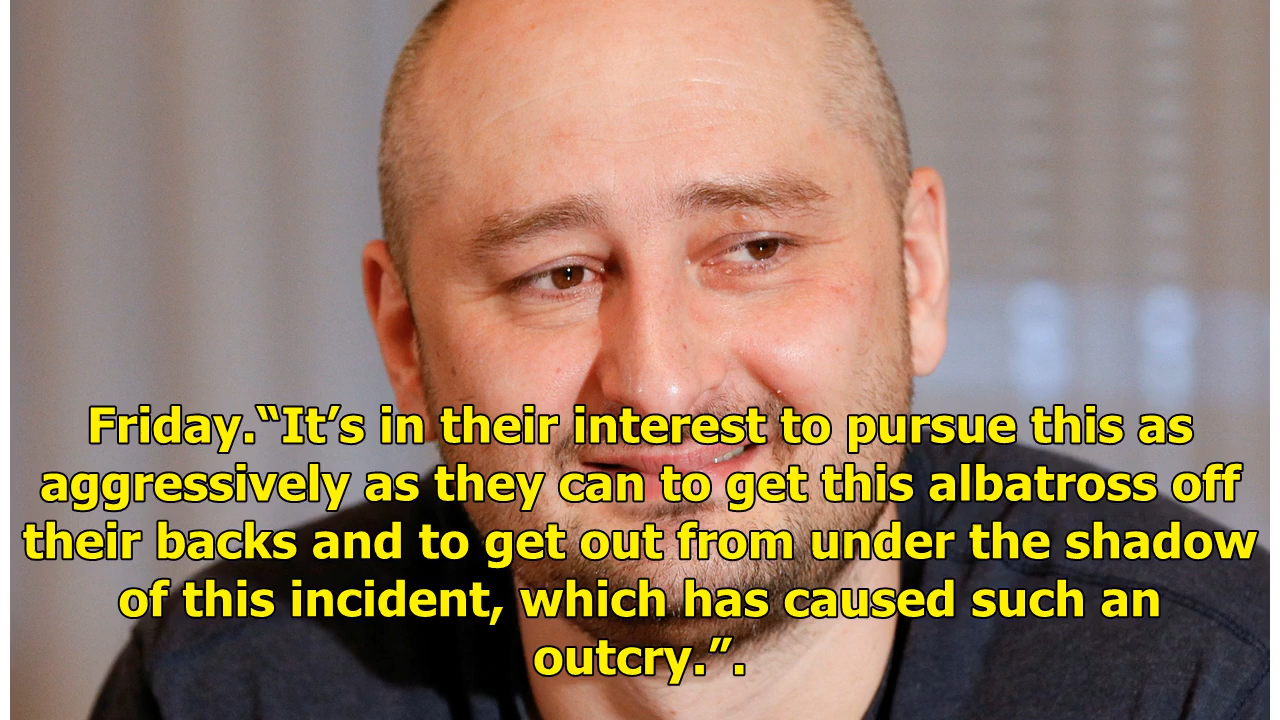 Friday.“It’s in their interest to pursue this as
aggressively as they can to get this albatross off
their backs and to get out from under the shadow
of this incident, which has caused such an
outcry.”.